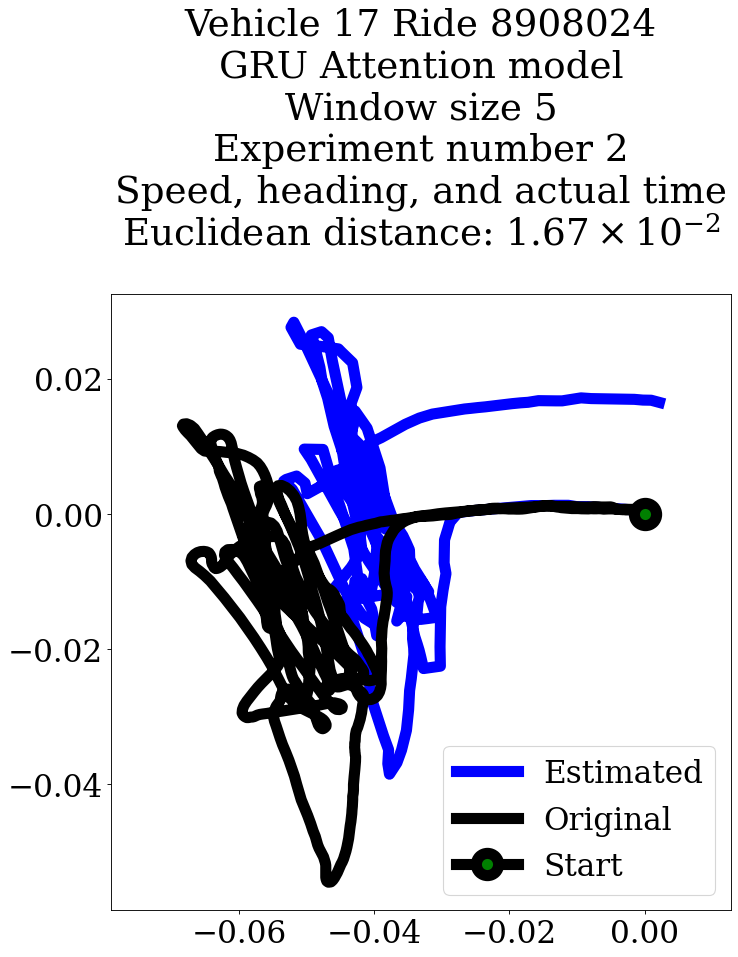 Vehicle 17 Ride 8908024
GRU Attention model
Window size 5
Experiment number 2
Speed, heading, and actual time
Euclidean distance: 1.67 × 10⁻²
0.02
0.00
−0.02
−0.04
Estimated
Original
Start
−0.06 −0.04 −0.02 0.00